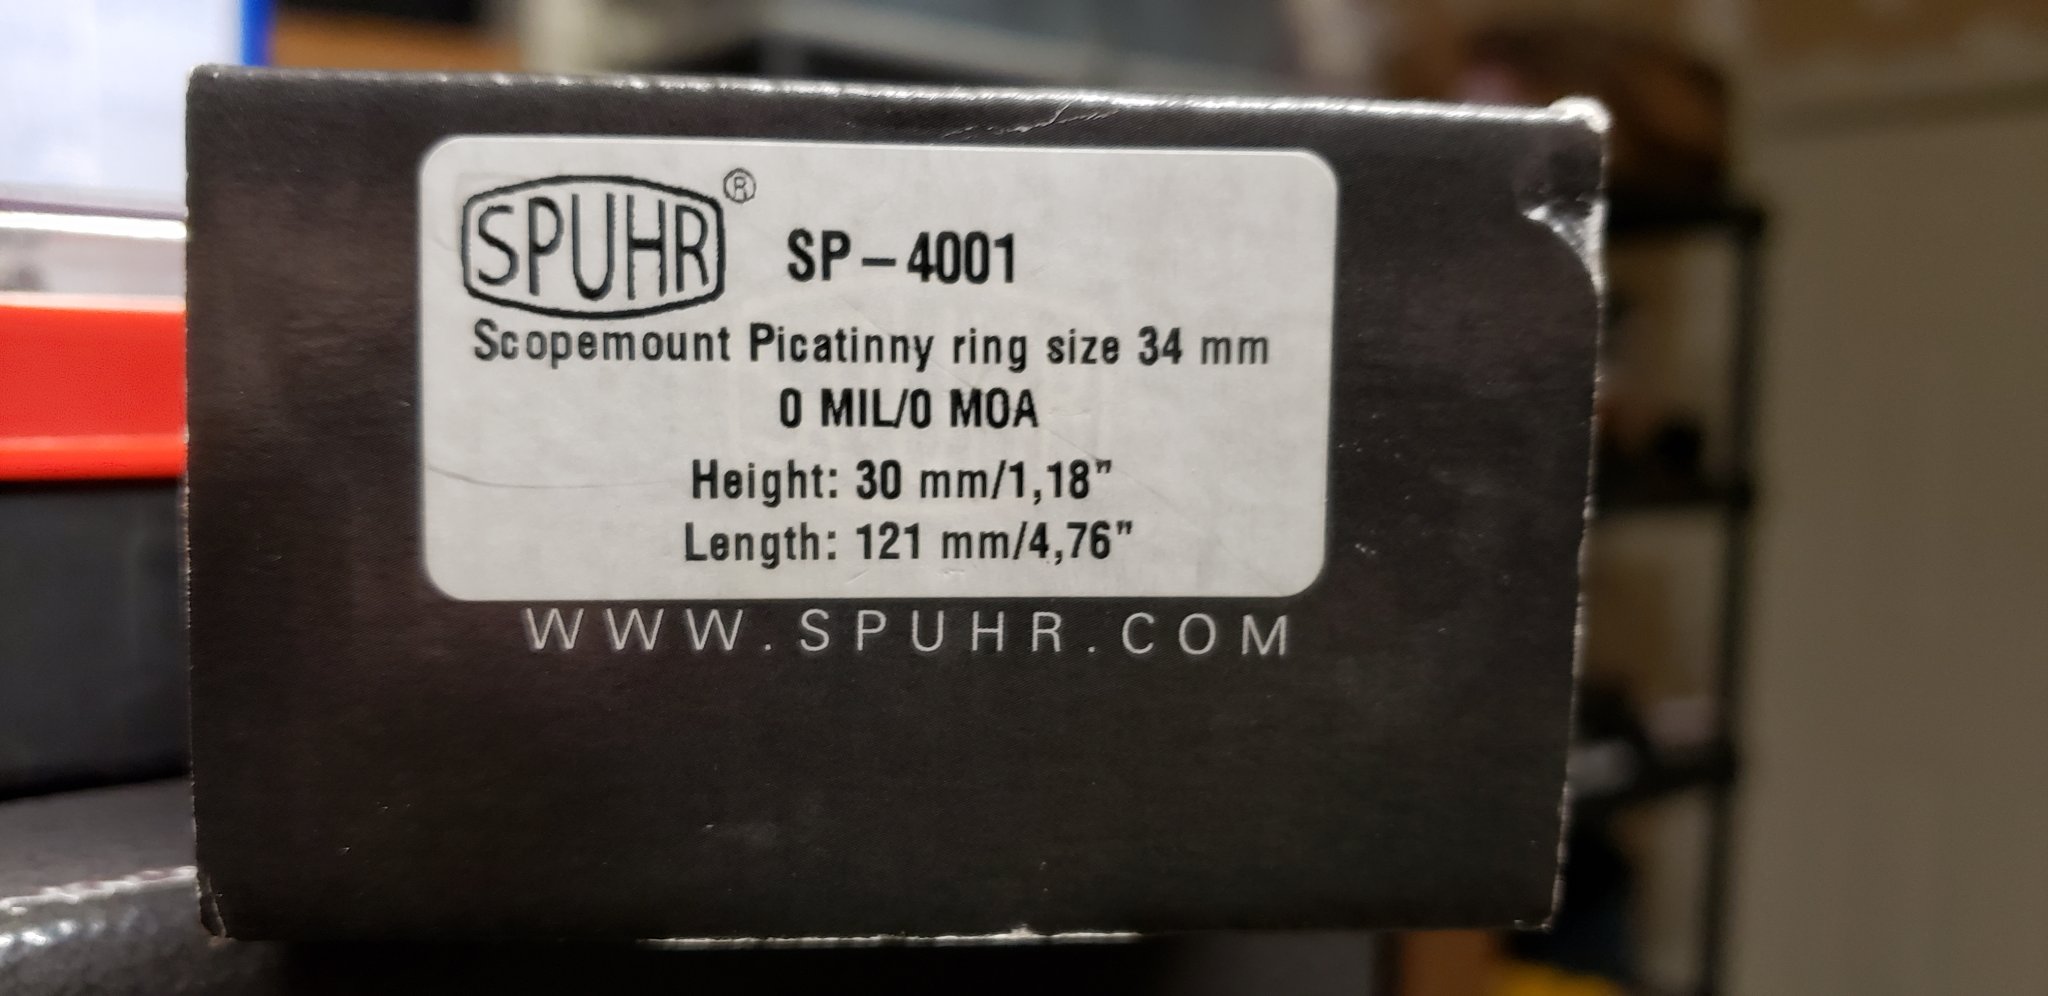 SPUHR® SP-4001
Scopemount Picatinny ring size 34 mm
0 MIL/0 MOA
Height: 30 mm/1,18"
Length: 121 mm/4,76"
WWW.SPUHR.COM